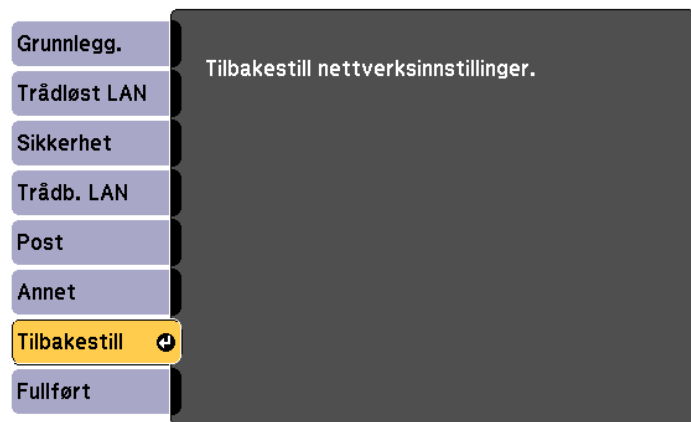 Grunnlegg.
Trådløst LAN
Sikkerhet
Trådb. LAN
Post
Annet
Tilbakestill
Fullført
Tilbakestill nettverksinnstillinger.